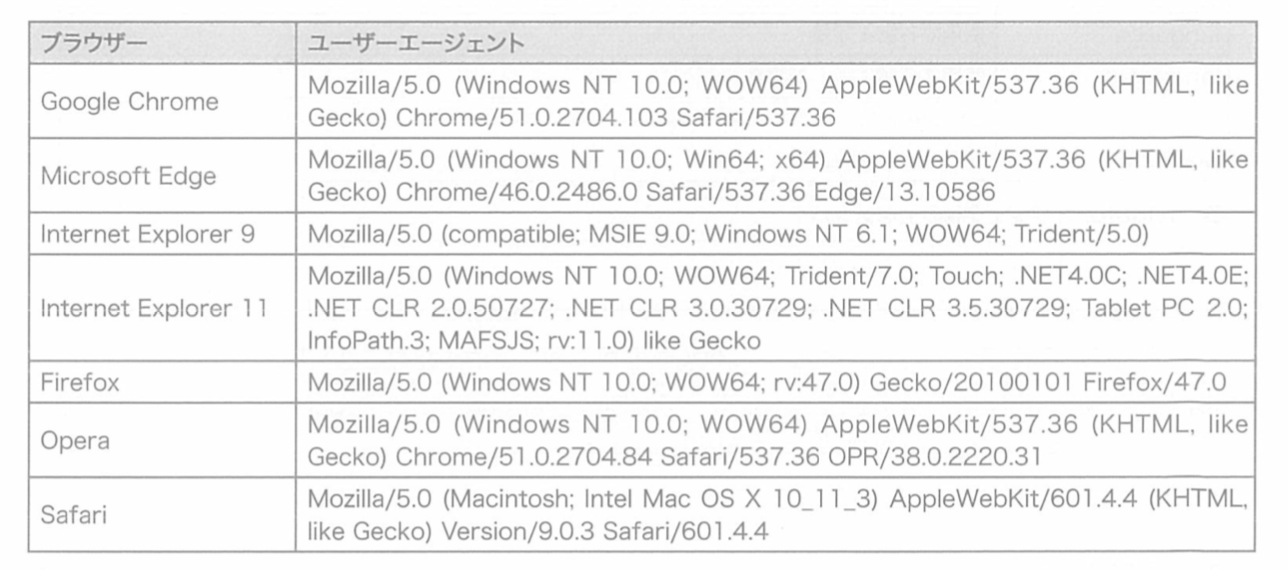 ブラウザー ユーザーエージェント
Google Chrome
Mozilla/5.0 (Windows NT 10.0; WOW64) AppleWebKit/537.36 (KHTML, like
Gecko) Chrome/51.0.2704.103 Safari/537.36
Microsoft Edge
Mozilla/5.0 (Windows NT 10.0; Win64; x64) AppleWebKit/537.36 (KHTML, like
Gecko) Chrome/46.0.2486.0 Safari/537.36 Edge/13.10586
Internet Explorer 9 Mozilla/5.0 (compatible; MSIE 9.0; Windows NT 6.1; WOW64; Trident/5.0)
Internet Explorer 11
Mozilla/5.0 (Windows NT 10.0; WOW64; Trident/7.0; Touch; .NET4.0C; .NET4.0E;
.NET CLR 2.0.50727; .NET CLR 3.0.30729; .NET CLR 3.5.30729; Tablet PC 2.0;
InfoPath.3; MAFSJS; rv:11.0) like Gecko
Firefox Mozilla/5.0 (Windows NT 10.0; WOW64; rv:47.0) Gecko/20100101 Firefox/47.0
Opera
Mozilla/5.0 (Windows NT 10.0; WOW64) AppleWebKit/537.36 (KHTML, like
Gecko) Chrome/51.0.2704.84 Safari/537.36 OPR/38.0.2220.31
Safari
Mozilla/5.0 (Macintosh; Intel Mac OS X 10_11_3) AppleWebKit/601.4.4 (KHTML,
like Gecko) Version/9.0.3 Safari/601.4.4